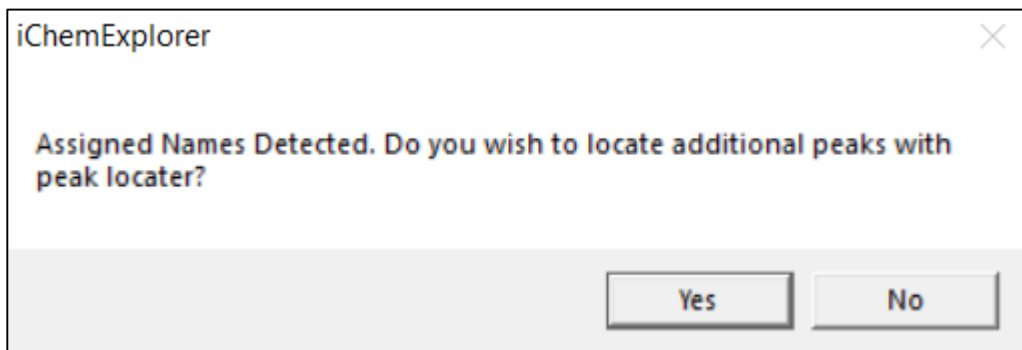 iChemExplorer
Assigned Names Detected. Do you wish to locate additional peaks with
peak locater?
Yes
No